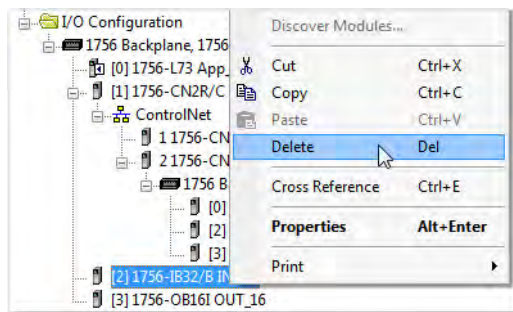 I/O Configuration
1756 Backplane, 1756
[0] 1756-L73 App_
[1] 1756-CN2R/C
ControlNet
1 1756-CN
2 1756-CN
1756 B
[0]
[2]
[3]
[2] 1756-IB32/B IN
[3] 1756-OB16I OUT_16
Discover Modules...
Cut Ctrl+X
Copy Ctrl+C
Paste Ctrl+V
Delete Del
Cross Reference Ctrl+E
Properties Alt+Enter
Print